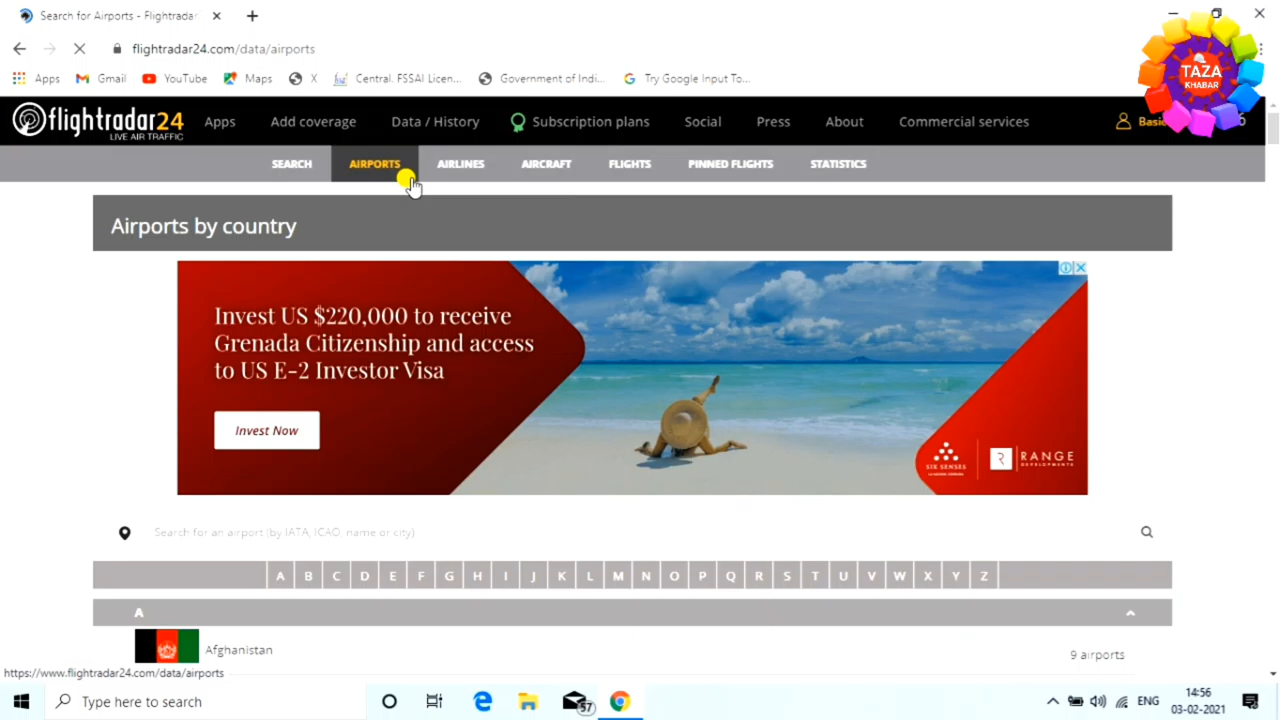 Search for Airports - Flightrada
flightradar24.com/data/airports
Apps Gmail YouTube Maps X Central. FSSAI Licen... Government of Indi... Try Google Input To...
TAZA
KHABAR
flightradar24
LIVE AIR TRAFFIC
Apps Add coverage Data / History Subscription plans Social Press About Commercial services Basic
SEARCH AIRPORTS AIRLINES AIRCRAFT FLIGHTS PINNED FLIGHTS STATISTICS
Airports by country
Invest US $220,000 to receive
Grenada Citizenship and access
to US E-2 Investor Visa
Invest Now
SIX SENSES
RANGE
DEVELOPMENTS
Search for an airport (by IATA, ICAO, name or city)
A B C D E F G H I J K L M N O P Q R S T U V W X Y Z
A
Afghanistan
9 airports
https://www.flightradar24.com/data/airports
Type here to search
57
ENG
14:56
03-02-2021